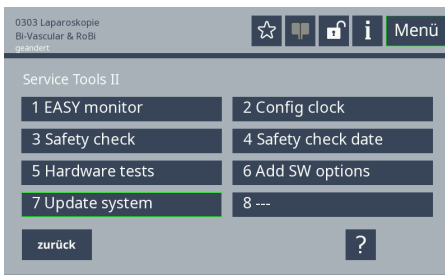 0303 Laparoskopie
Bi-Vascular & RoBi
geändert
i
Menü
Service Tools II
1 EASY monitor
2 Config clock
3 Safety check
4 Safety check date
5 Hardware tests
6 Add SW options
7 Update system
8 ---
zurück
?